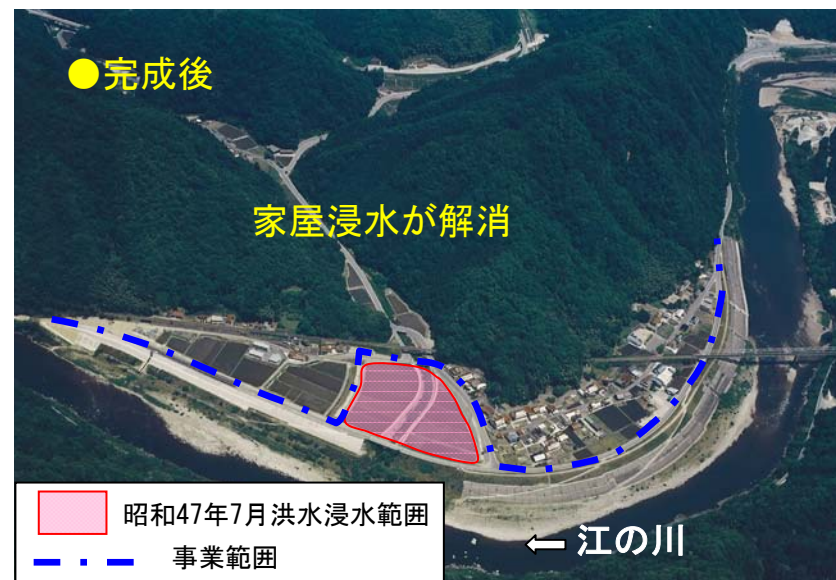 ●完成後
家屋浸水が解消
昭和47年7月洪水浸水範囲
事業範囲
江の川